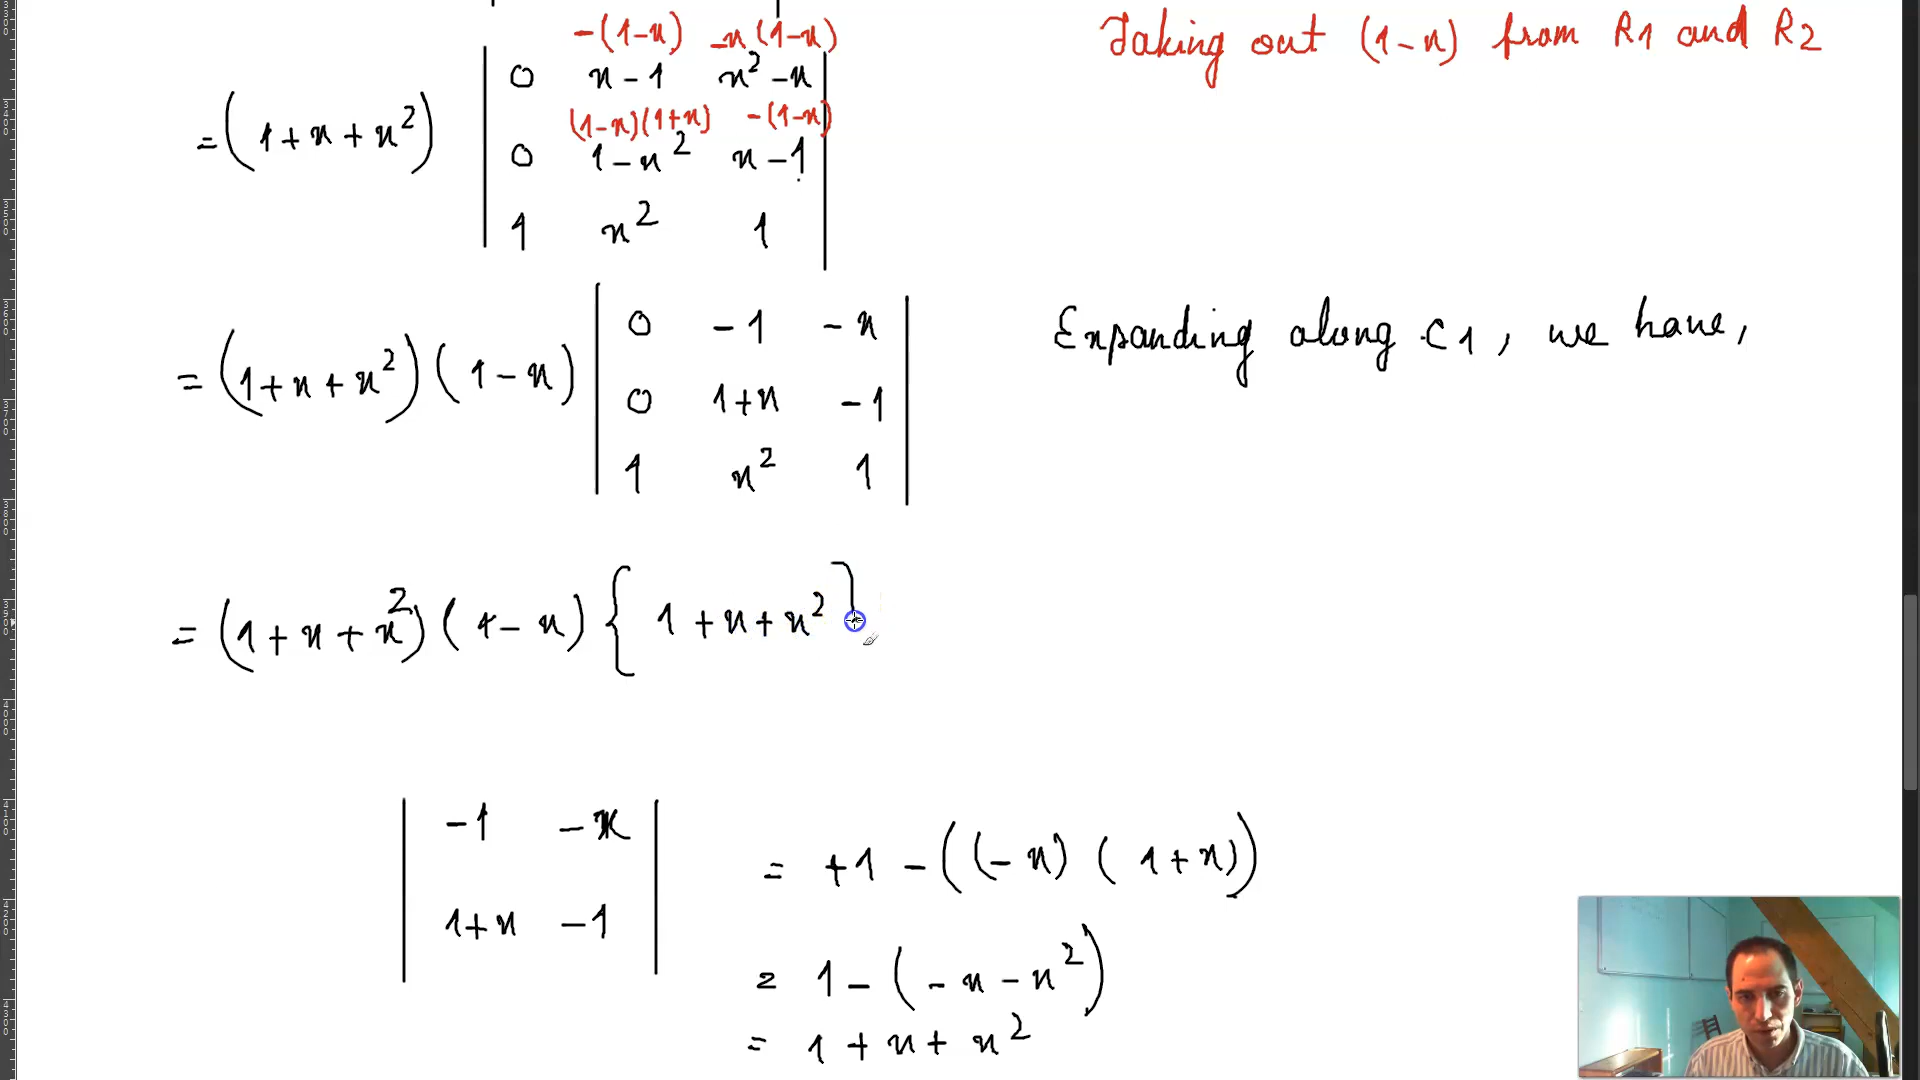 -(1-x) -x(1-x) Taking out (1-x) from R1 and R2
0 x-1 x²-x
(1-x)(1+x) -(1-x)
=(1+x+x²) 0 1-x² x-1
1 x² 1
0 -1 -x
Expanding along C1, we have,
=(1+x+x²)(1-x) 0 1+x -1
1 x² 1
=(1+x+x²)(1-x){1+x+x²}
-1 -x
= +1-((-x)(1+x))
1+x -1
= 1-(-x-x²)
= 1+x+x²